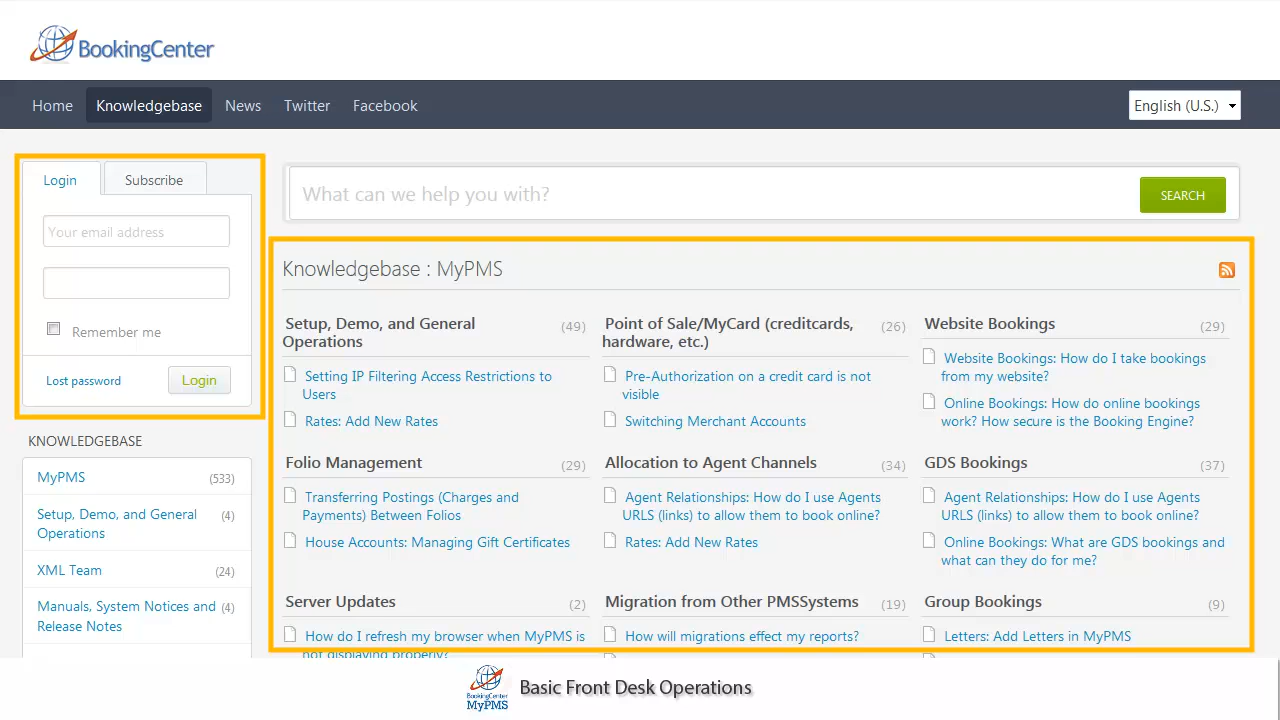 BookingCenter
Home Knowledgebase News Twitter Facebook English (U.S.)
Login Subscribe
Your email address
Remember me
Lost password Login
KNOWLEDGEBASE
MyPMS (533)
Setup, Demo, and General (4)
Operations
XML Team (24)
Manuals, System Notices and (4)
Release Notes
What can we help you with? SEARCH
Knowledgebase : MyPMS
Setup, Demo, and General (49)
Operations
Setting IP Filtering Access Restrictions to
Users
Rates: Add New Rates
Point of Sale/MyCard (creditcards, (26)
hardware, etc.)
Pre-Authorization on a credit card is not
visible
Switching Merchant Accounts
Website Bookings (29)
Website Bookings: How do I take bookings
from my website?
Online Bookings: How do online bookings
work? How secure is the Booking Engine?
Folio Management (29)
Transferring Postings (Charges and
Payments) Between Folios
House Accounts: Managing Gift Certificates
Allocation to Agent Channels (34)
Agent Relationships: How do I use Agents
URLS (links) to allow them to book online?
Rates: Add New Rates
GDS Bookings (37)
Agent Relationships: How do I use Agents
URLS (links) to allow them to book online?
Online Bookings: What are GDS bookings and
what can they do for me?
Server Updates (2)
How do I refresh my browser when MyPMS is
not displaying properly?
Migration from Other PMSSystems (19)
How will migrations effect my reports?
Group Bookings (9)
Letters: Add Letters in MyPMS
BookingCenter
MyPMS
Basic Front Desk Operations